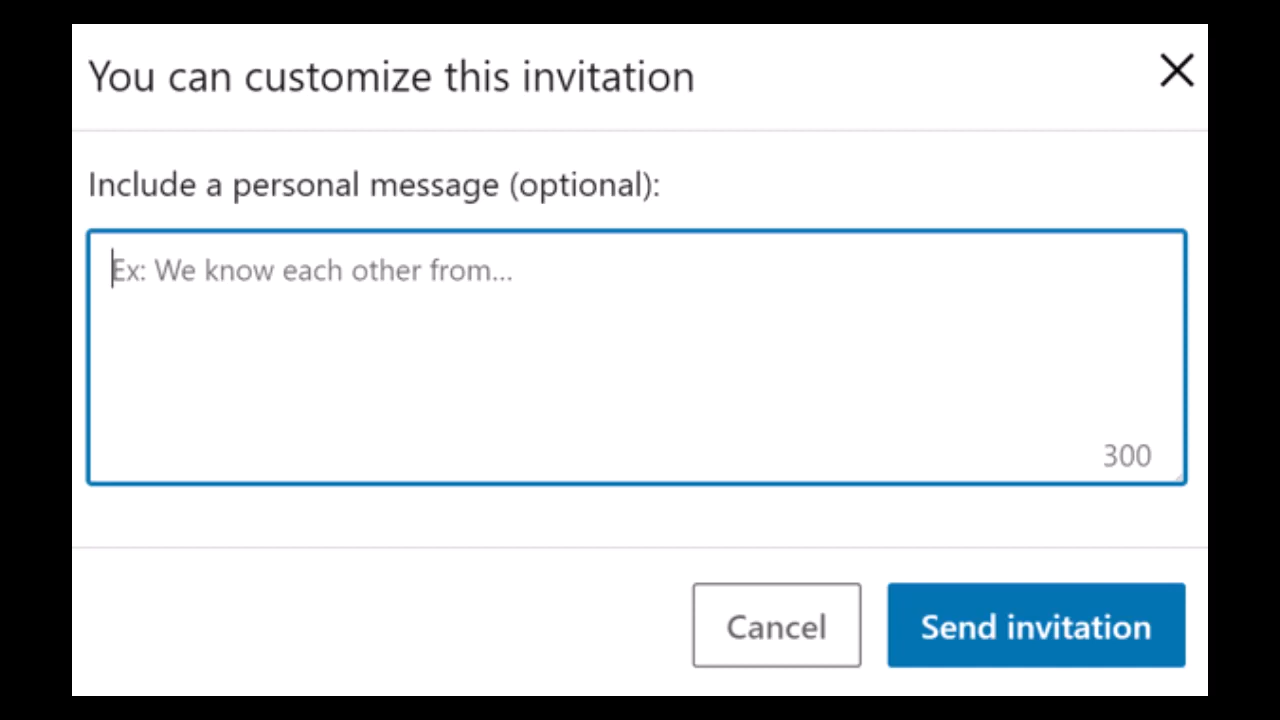 You can customize this invitation
Include a personal message (optional):
Ex: We know each other from...
300
Cancel
Send invitation